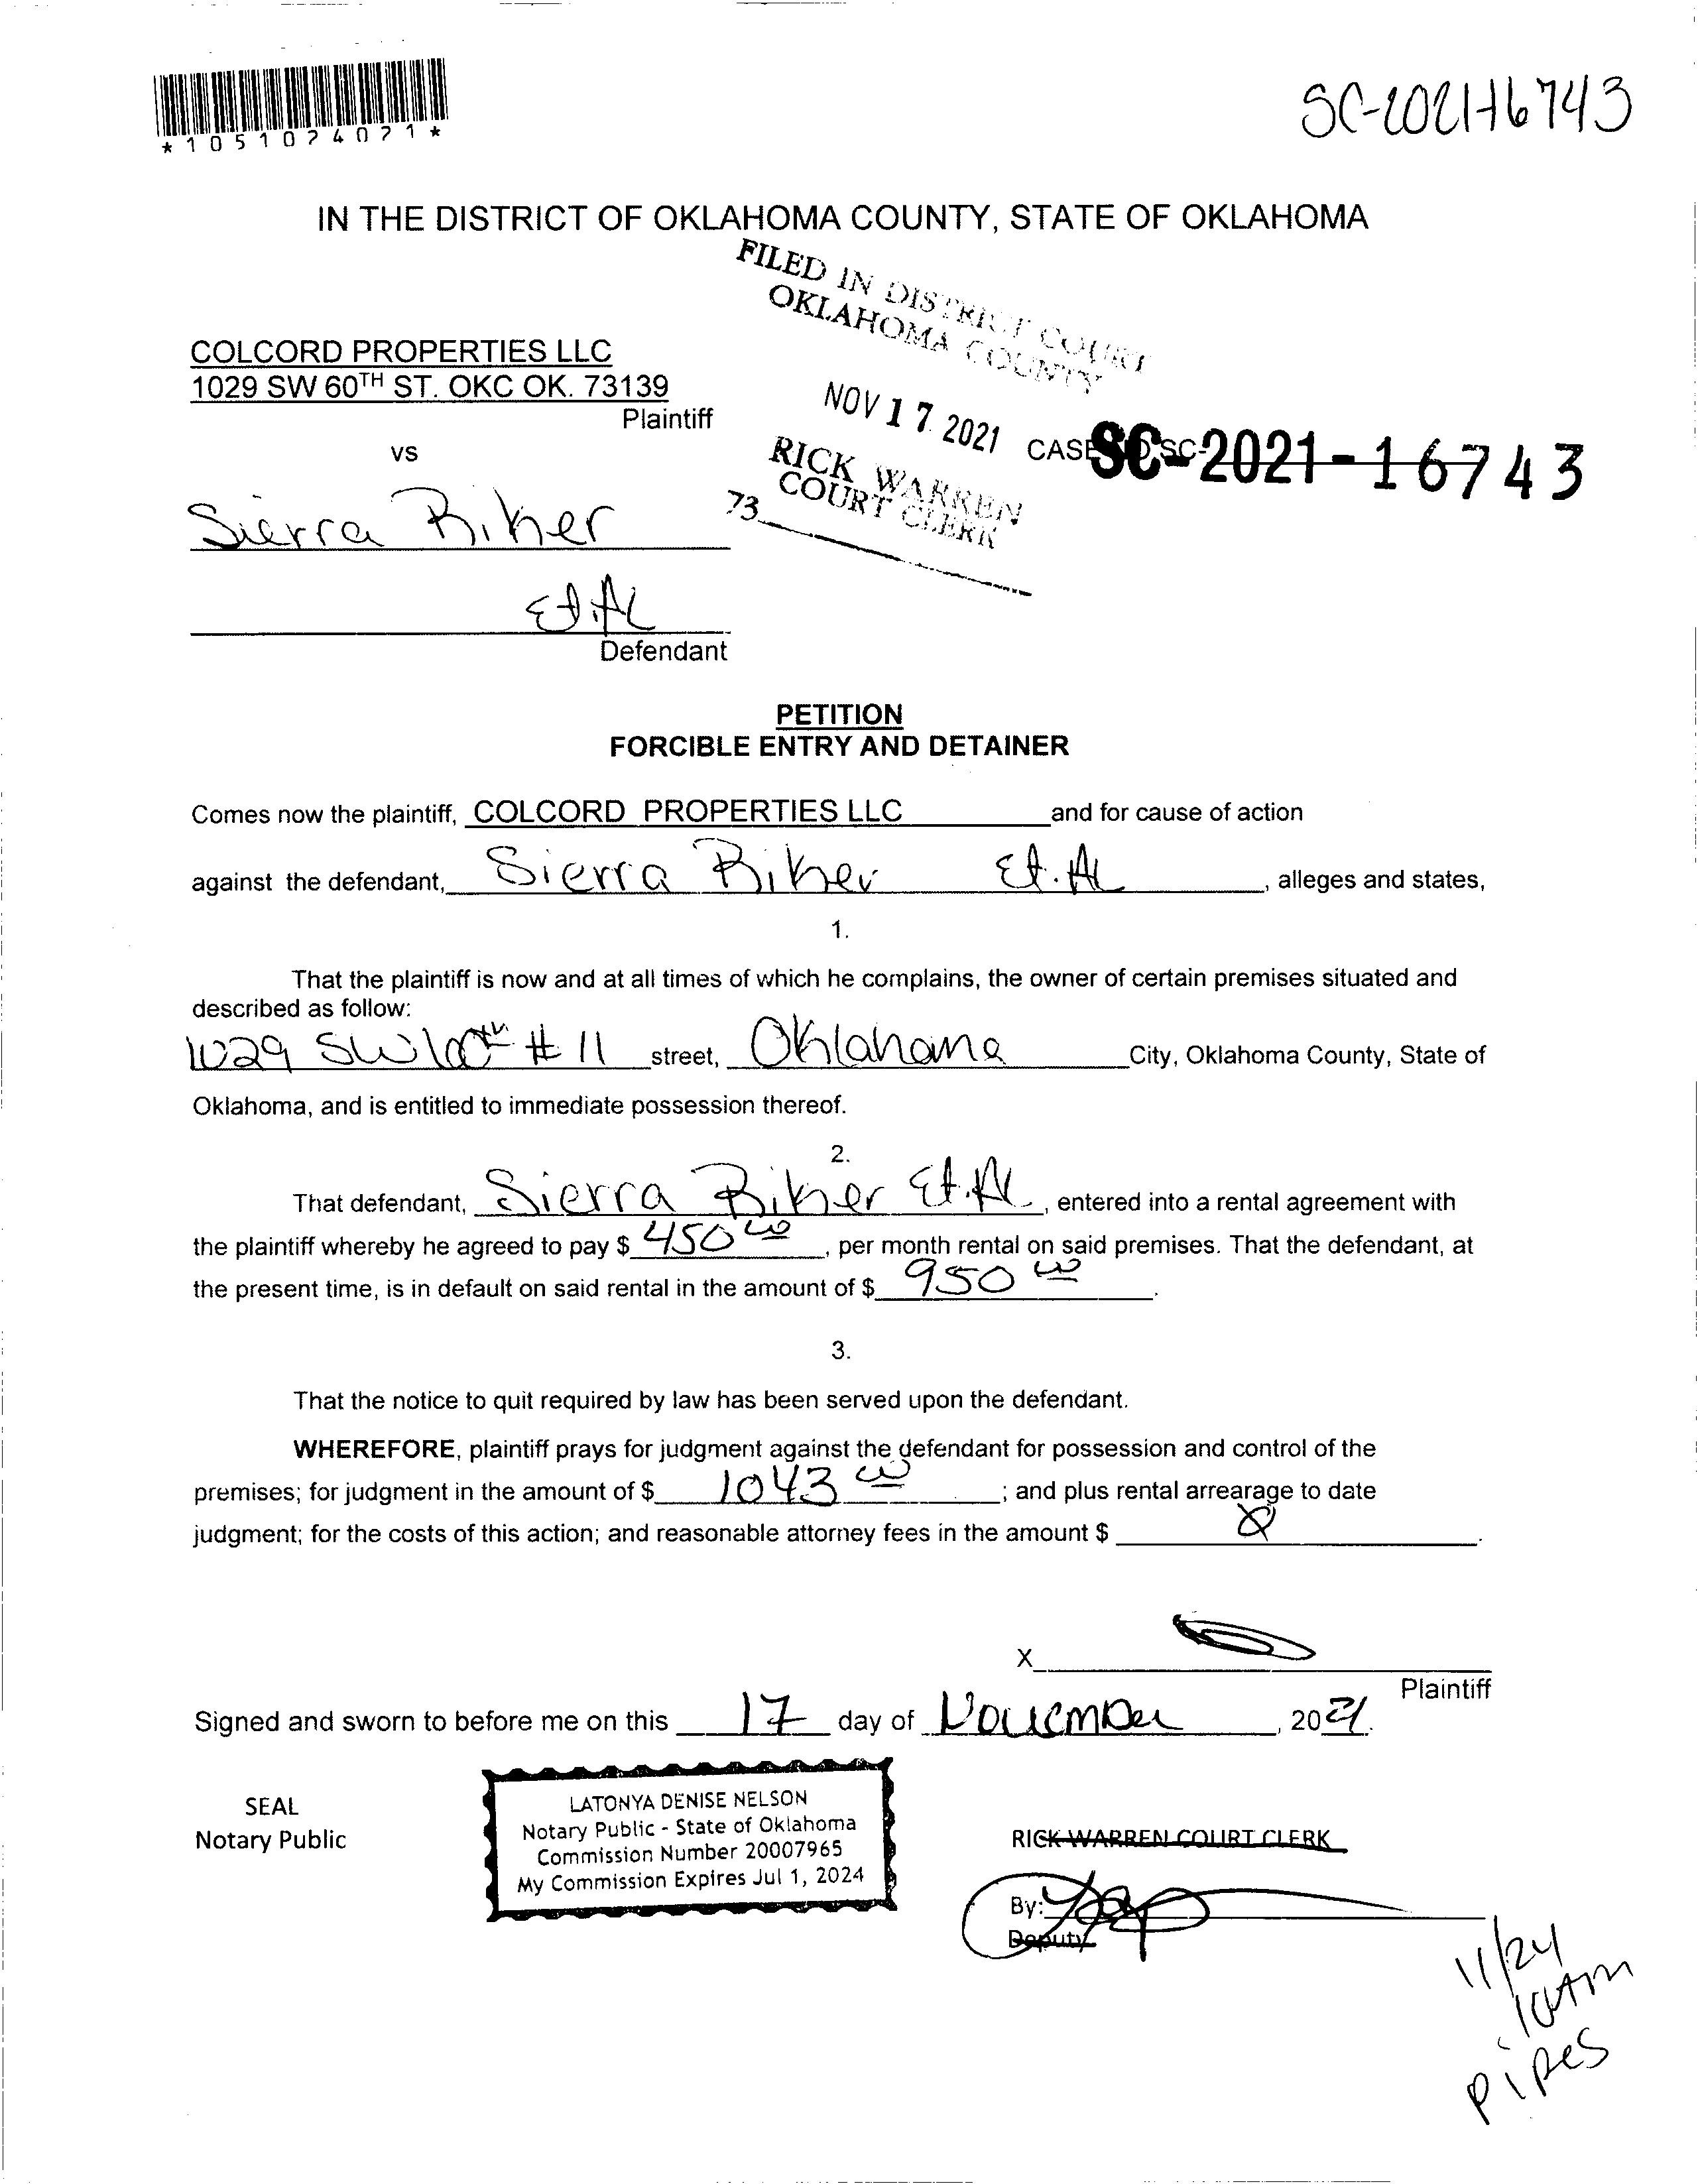 *1051074071*
SC-2021-16743
IN THE DISTRICT OF OKLAHOMA COUNTY, STATE OF OKLAHOMA
FILED IN DISTRICT COURT
OKLAHOMA COUNTY
COLCORD PROPERTIES LLC
1029 SW 60TH ST. OKC OK. 73139
Plaintiff
NOV 17 2021
CASE NO SC-
SC-2021-16743
vs
RICK WARREN
COURT CLERK
73
Sierra Riker
Et.Al
Defendant
PETITION
FORCIBLE ENTRY AND DETAINER
Comes now the plaintiff, COLCORD PROPERTIES LLC and for cause of action
against the defendant, Sierra Riker Et.Al, alleges and states,
1.
That the plaintiff is now and at all times of which he complains, the owner of certain premises situated and
described as follow:
1029 SW 60th # 11 street, Oklahoma City, Oklahoma County, State of
Oklahoma, and is entitled to immediate possession thereof.
2.
That defendant, Sierra Riker Et.Al, entered into a rental agreement with
the plaintiff whereby he agreed to pay $ 450 00, per month rental on said premises. That the defendant, at
the present time, is in default on said rental in the amount of $ 950 00.
3.
That the notice to quit required by law has been served upon the defendant.
WHEREFORE, plaintiff prays for judgment against the defendant for possession and control of the
premises; for judgment in the amount of $ 1043 00; and plus rental arrearage to date
judgment; for the costs of this action; and reasonable attorney fees in the amount $
X
Plaintiff
Signed and sworn to before me on this 17 day of November, 2021.
SEAL
Notary Public
LATONYA DENISE NELSON
Notary Public - State of Oklahoma
Commission Number 20007965
My Commission Expires Jul 1, 2024
RICK WARREN COURT CLERK
By:
Deputy
11/24
10AM
Pipes